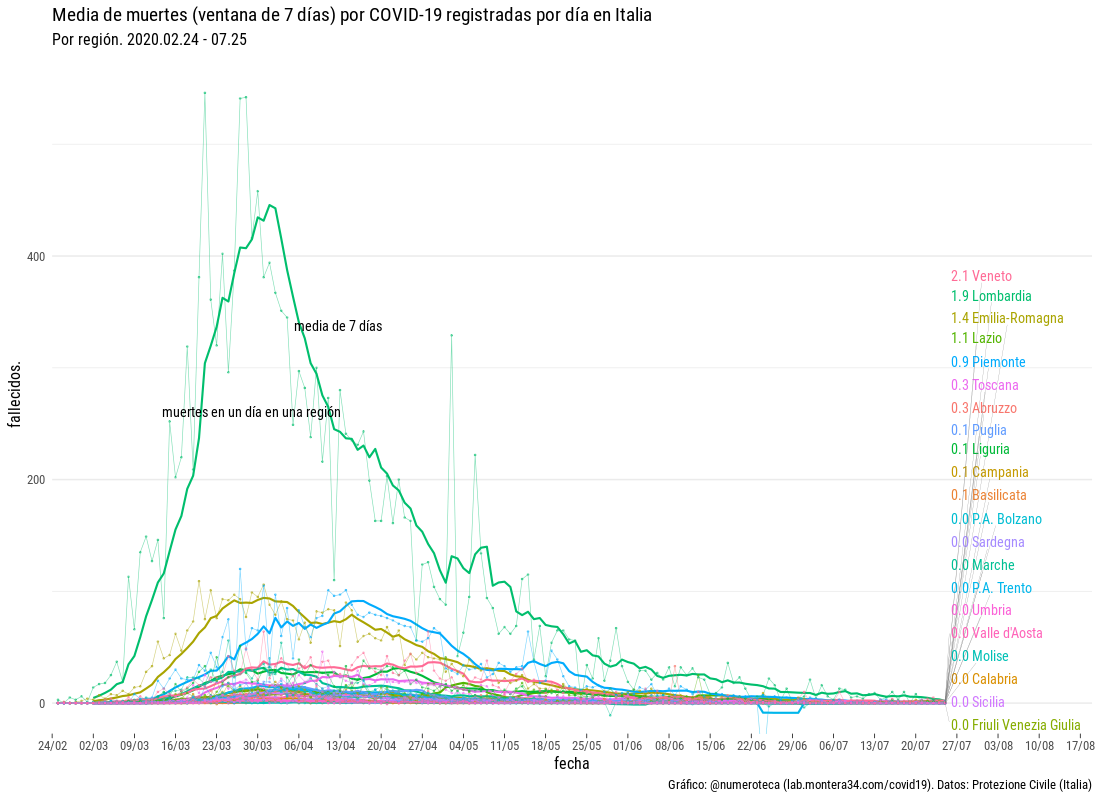 Media de muertes (ventana de 7 días) por COVID-19 registradas por día en Italia
Por región. 2020.02.24 - 07.25
fallecidos.
400
200
0
media de 7 días
muertes en un día en una región
2.1 Veneto
1.9 Lombardia
1.4 Emilia-Romagna
1.1 Lazio
0.9 Piemonte
0.3 Toscana
0.3 Abruzzo
0.1 Puglia
0.1 Liguria
0.1 Campania
0.1 Basilicata
0.0 P.A. Bolzano
0.0 Sardegna
0.0 Marche
0.0 P.A. Trento
0.0 Umbria
0.0 Valle d'Aosta
0.0 Molise
0.0 Calabria
0.0 Sicilia
0.0 Friuli Venezia Giulia
24/02 02/03 09/03 16/03 23/03 30/03 06/04 13/04 20/04 27/04 04/05 11/05 18/05 25/05 01/06 08/06 15/06 22/06 29/06 06/07 13/07 20/07 27/07 03/08 10/08 17/08
fecha
Gráfico: @numeroteca (lab.montera34.com/covid19). Datos: Protezione Civile (Italia)